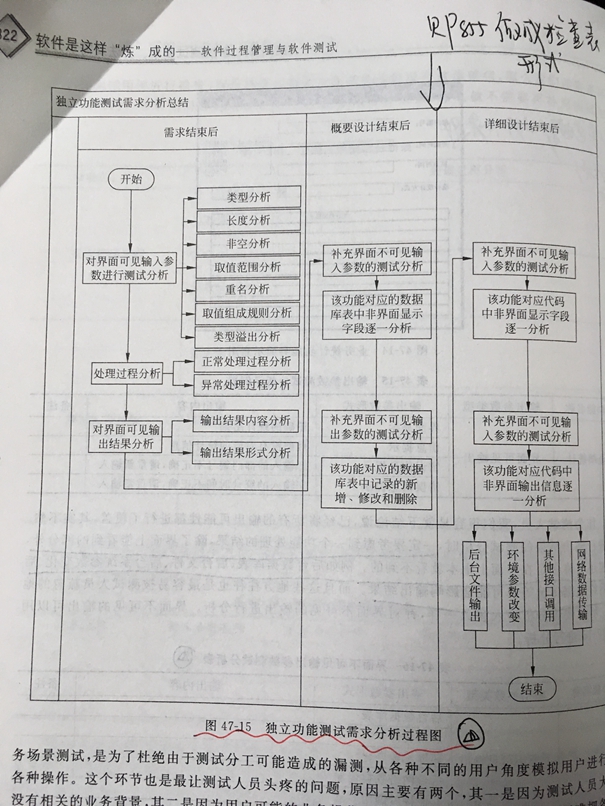 322
软件是这样“炼”成的——软件过程管理与软件测试
检查表
形式
独立功能测试需求分析总结
需求结束后
概要设计结束后
详细设计结束后
开始
对界面可见输入参
数进行测试分析
类型分析
长度分析
非空分析
取值范围分析
重名分析
取值组成规则分析
类型溢出分析
处理过程分析
正常处理过程分析
异常处理过程分析
对界面可见输
出结果分析
输出结果内容分析
输出结果形式分析
补充界面不可见输
入参数的测试分析
该功能对应的数据
库表中非界面显示
字段逐一分析
补充界面不可见输
出参数的测试分析
该功能对应的数据
库表中记录的新
增、修改和删除
补充界面不可见输
入参数的测试分析
该功能对应代码
中非界面显示字段
逐一分析
补充界面不可见输
入参数的测试分析
该功能对应代码中
非界面输出信息逐
一分析
后台文件输出
环境参数改变
其他接口调用
网络数据传输
结束
图 47-15 独立功能测试需求分析过程图
务场景测试,是为了杜绝由于测试分工可能造成的漏测,从各种不同的用户角度模拟用户进行
各种操作。这个环节也是最让测试人员头疼的问题,原因主要有两个,其一是因为测试人员
没有相关的业务背景,其二是因为用户可能的